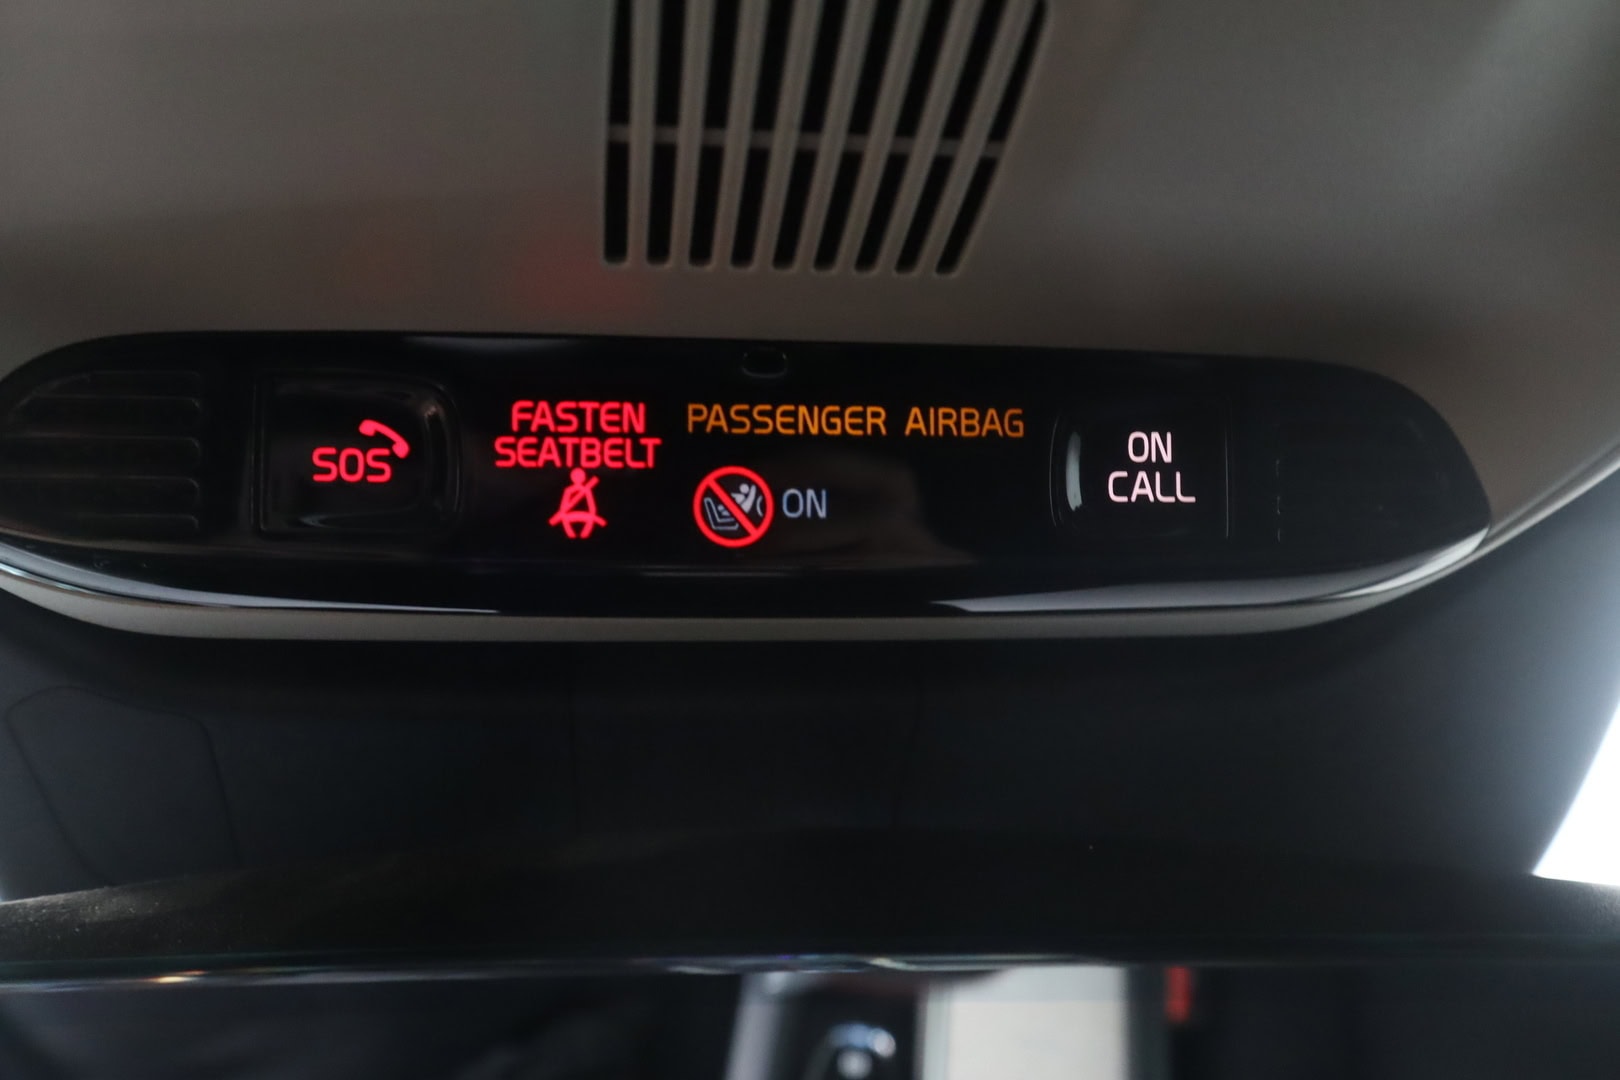 SOS
FASTEN
SEATBELT
PASSENGER AIRBAG
ON
ON
CALL